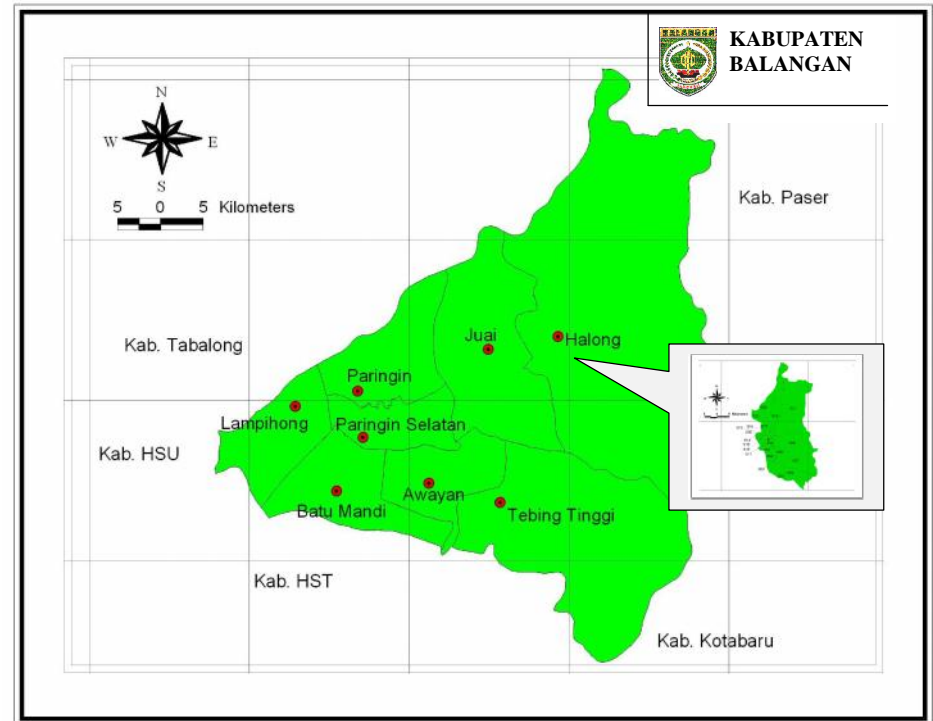 KABUPATEN
BALANGAN
N
W E
S
5 0 5 Kilometers
Kab. Paser
Kab. Tabalong
Juai
Halong
Paringin
Lampihong
Paringin Selatan
Kab. HSU
Awayan
Batu Mandi
Tebing Tinggi
Kab. HST
Kab. Kotabaru